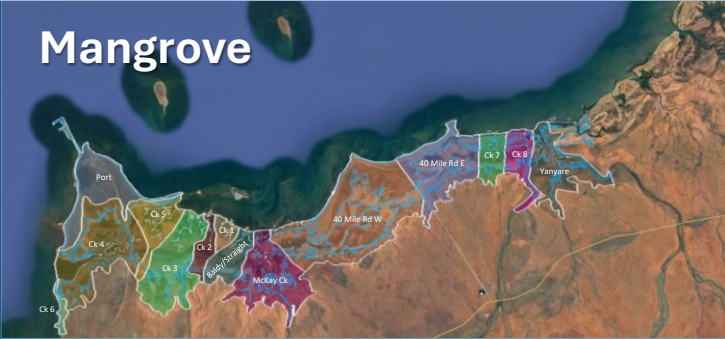 Mangrove
Port
Ck 5
Ck 4
Ck 6
Ck 3
Ck 2
Ck 1
Baldy/Straight
McKay Ck
40 Mile Rd W
40 Mile Rd E
Ck 7
Ck 8
Yanyare